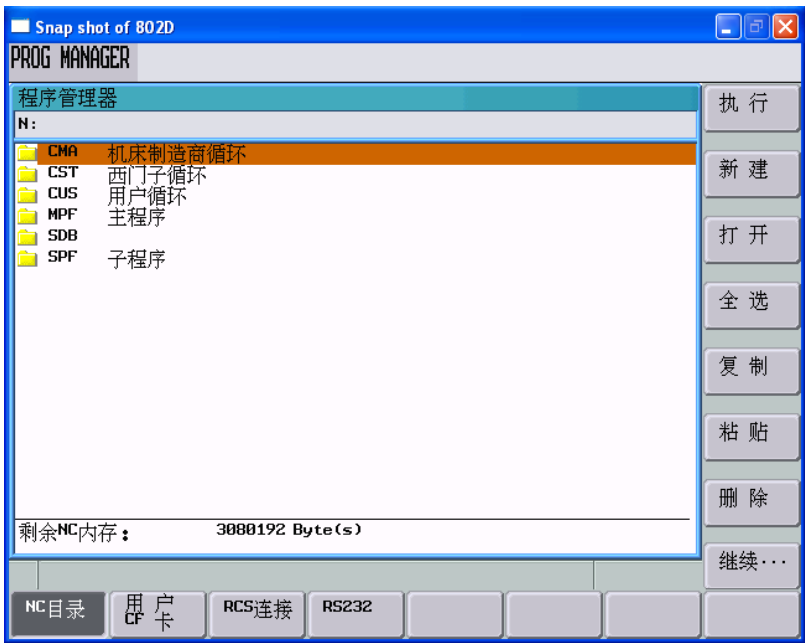 Snap shot of 802D
PROG MANAGER
程序管理器
N:
CMA 机床制造商循环
CST 西门子循环
CUS 用户循环
MPF 主程序
SDB
SPF 子程序
剩余NC内存： 3080192 Byte(s)
执 行
新 建
打 开
全 选
复 制
粘 贴
删 除
继续···
NC目录
用 户
CF 卡
RCS连接
RS232